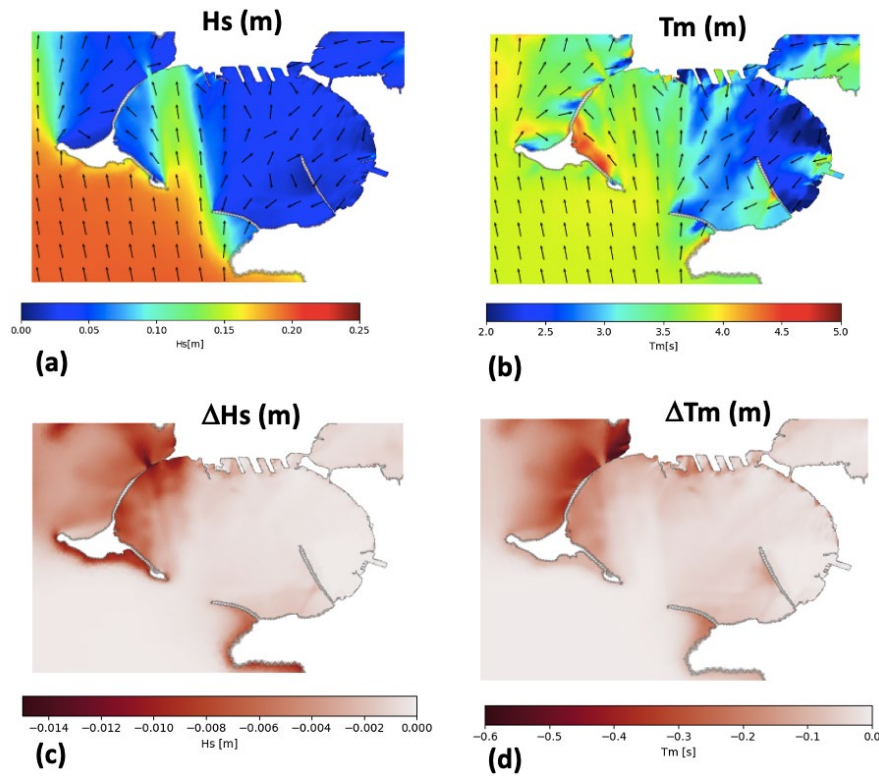 Hs (m)
Tm (m)
0.00 0.05 0.10 0.15 0.20 0.25
Hs[m]
2.0 2.5 3.0 3.5 4.0 4.5 5.0
Tm[s]
(a)
(b)
ΔHs (m)
ΔTm (m)
−0.014 −0.012 −0.010 −0.008 −0.006 −0.004 −0.002 0.000
Hs [m]
−0.6 −0.5 −0.4 −0.3 −0.2 −0.1 0.0
Tm [s]
(c)
(d)